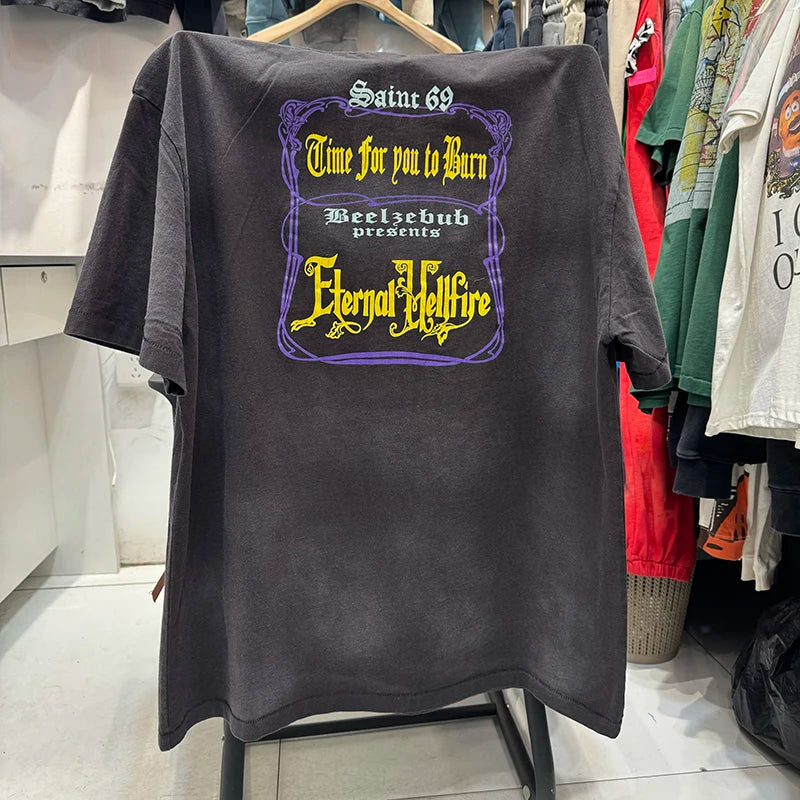 Saint 69
Time for you to Burn
Beelzebub
presents
Eternal Hellfire
I